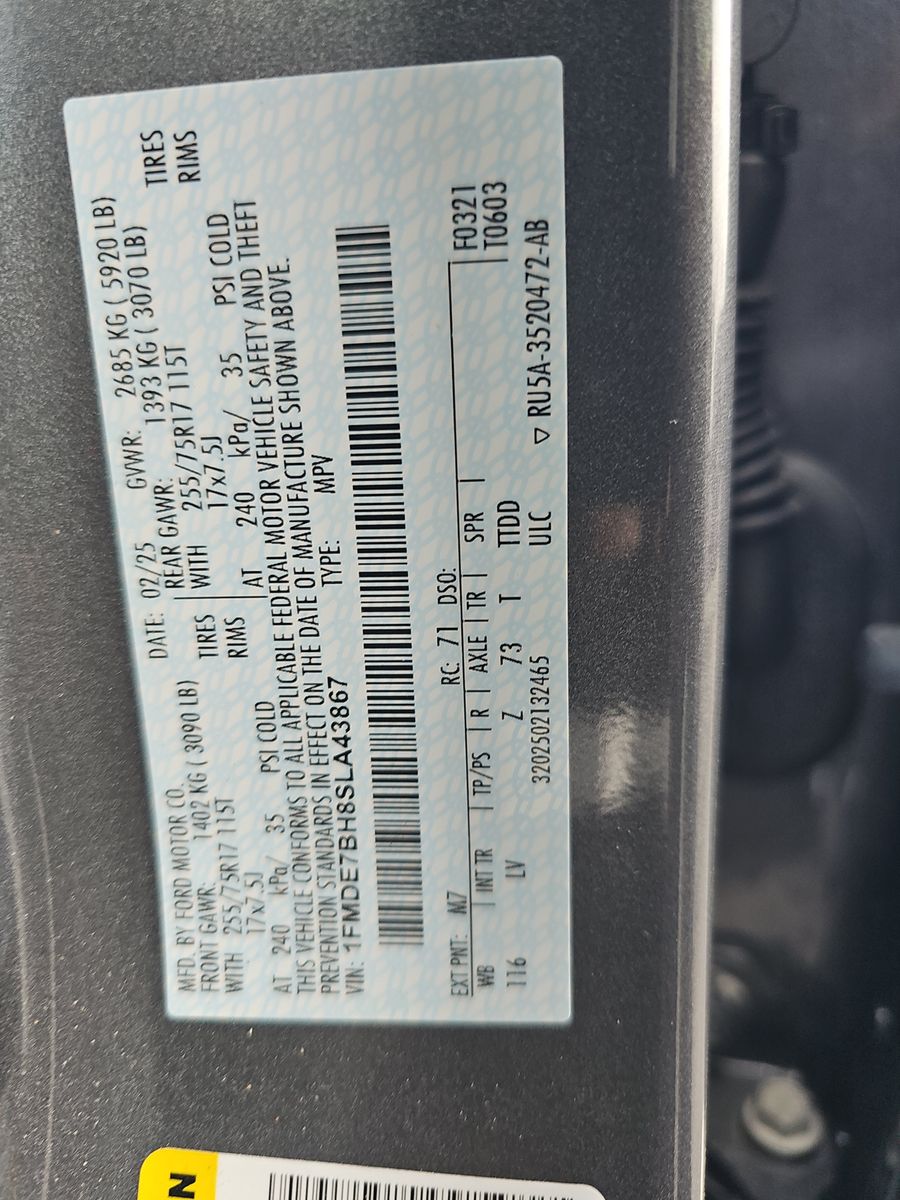 MFD. BY FORD MOTOR CO.
DATE: 02/25 GVWR: 2685 KG ( 5920 LB)
FRONT GAWR: 1402 KG ( 3090 LB)
REAR GAWR: 1393 KG ( 3070 LB)
WITH 255/75R17 115T TIRES
WITH 255/75R17 115T TIRES
17x7.5J RIMS
17x7.5J RIMS
AT 240 kPa/ 35 PSI COLD
AT 240 kPa/ 35 PSI COLD
THIS VEHICLE CONFORMS TO ALL APPLICABLE FEDERAL MOTOR VEHICLE SAFETY AND THEFT
PREVENTION STANDARDS IN EFFECT ON THE DATE OF MANUFACTURE SHOWN ABOVE.
VIN: 1FMDE7BH8SLA43867 TYPE: MPV
EXT PNT: M7 RC: 71 DSO:
WB INT TR TP/PS R AXLE TR SPR F0321
116 LV Z 73 T TTDD T0603
3202502132465 ULC
▽ RU5A-3520472-AB
N